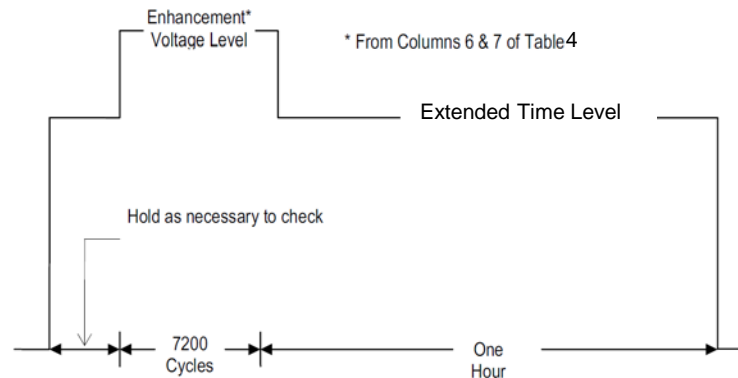 Enhancement*
Voltage Level
* From Columns 6 & 7 of Table4
Extended Time Level
Hold as necessary to check
7200
Cycles
One
Hour